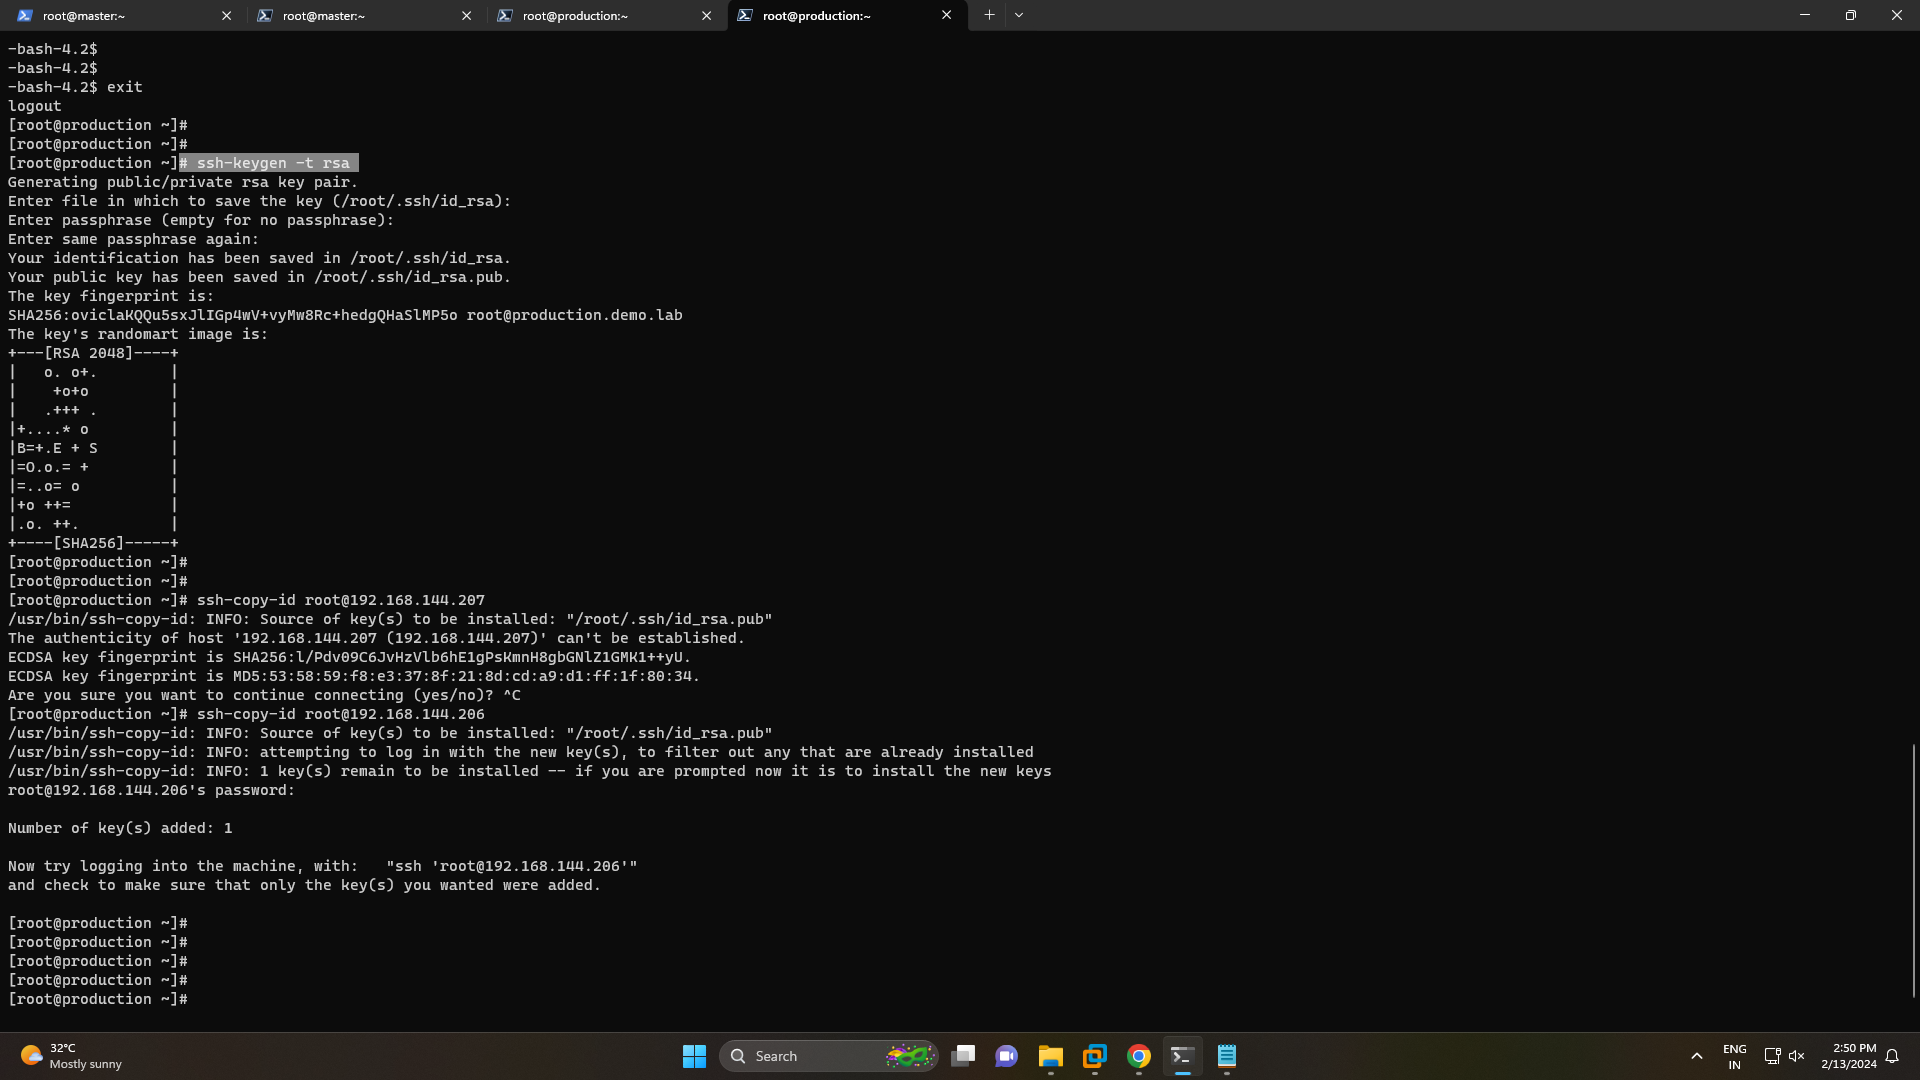 root@master:~
root@master:~
root@production:~
root@production:~
-bash-4.2$
-bash-4.2$
-bash-4.2$ exit
logout
[root@production ~]#
[root@production ~]#
[root@production ~]# ssh-keygen -t rsa
Generating public/private rsa key pair.
Enter file in which to save the key (/root/.ssh/id_rsa):
Enter passphrase (empty for no passphrase):
Enter same passphrase again:
Your identification has been saved in /root/.ssh/id_rsa.
Your public key has been saved in /root/.ssh/id_rsa.pub.
The key fingerprint is:
SHA256:oviclaKQQu5sxJlIGp4wV+vyMw8Rc+hedgQHaSlMP5o root@production.demo.lab
The key's randomart image is:
+---[RSA 2048]----+
|   o. o+.        |
|    +o+o         |
|   .+++ .        |
|+....* o         |
|B=+.E + S        |
|=O.o.= +         |
|=..o= o          |
|+o ++=           |
|.o. ++.          |
+----[SHA256]-----+
[root@production ~]#
[root@production ~]#
[root@production ~]# ssh-copy-id root@192.168.144.207
/usr/bin/ssh-copy-id: INFO: Source of key(s) to be installed: "/root/.ssh/id_rsa.pub"
The authenticity of host '192.168.144.207 (192.168.144.207)' can't be established.
ECDSA key fingerprint is SHA256:l/Pdv09C6JvHzVlb6hE1gPsKmnH8gbGNlZ1GMK1++yU.
ECDSA key fingerprint is MD5:53:58:59:f8:e3:37:8f:21:8d:cd:a9:d1:ff:1f:80:34.
Are you sure you want to continue connecting (yes/no)? ^C
[root@production ~]# ssh-copy-id root@192.168.144.206
/usr/bin/ssh-copy-id: INFO: Source of key(s) to be installed: "/root/.ssh/id_rsa.pub"
/usr/bin/ssh-copy-id: INFO: attempting to log in with the new key(s), to filter out any that are already installed
/usr/bin/ssh-copy-id: INFO: 1 key(s) remain to be installed -- if you are prompted now it is to install the new keys
root@192.168.144.206's password:
Number of key(s) added: 1
Now try logging into the machine, with:   "ssh 'root@192.168.144.206'"
and check to make sure that only the key(s) you wanted were added.
[root@production ~]#
[root@production ~]#
[root@production ~]#
[root@production ~]#
[root@production ~]#
32°C
Mostly sunny
Search
ENG
IN
2:50 PM
2/13/2024